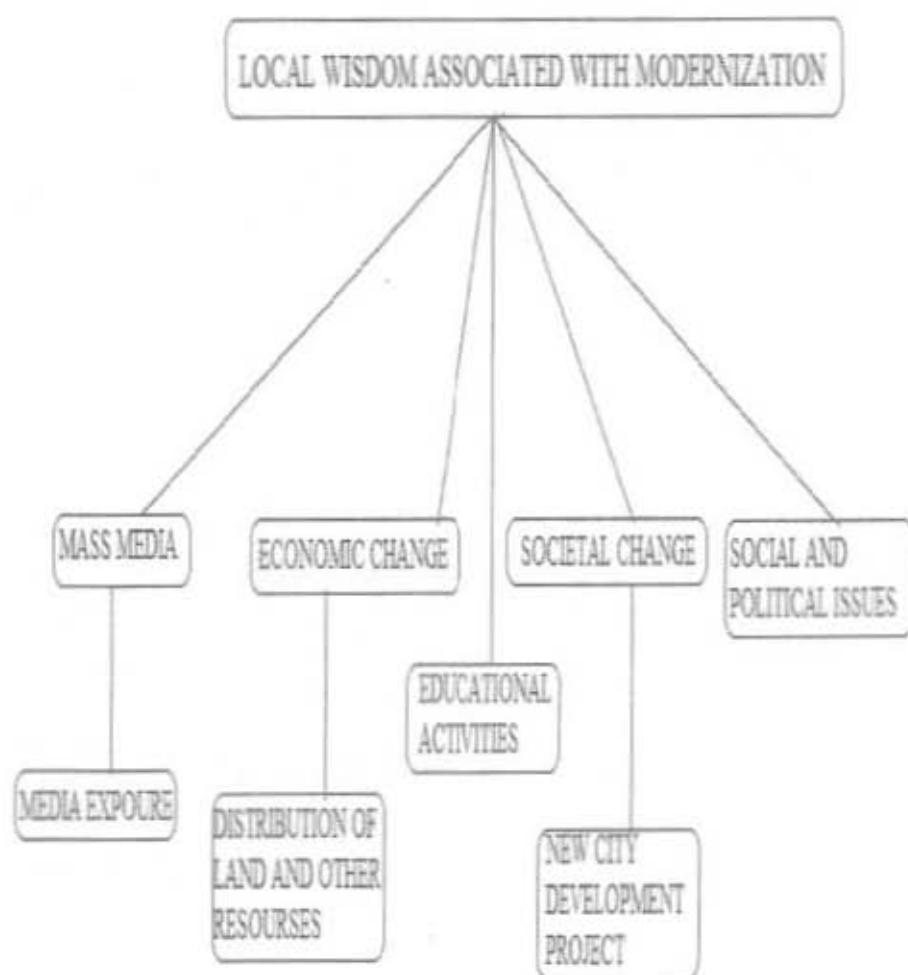 LOCAL WISDOM ASSOCIATED WITH MODERNIZATION
MASS MEDIA
ECONOMIC CHANGE
SOCIETAL CHANGE
SOCIAL AND
POLITICAL ISSUES
EDUCATIONAL
ACTIVITIES
MEDIA EXPOURE
DISTRIBUTION OF
LAND AND OTHER
RESOURSES
NEW CITY
DEVELOPMENT
PROJECT